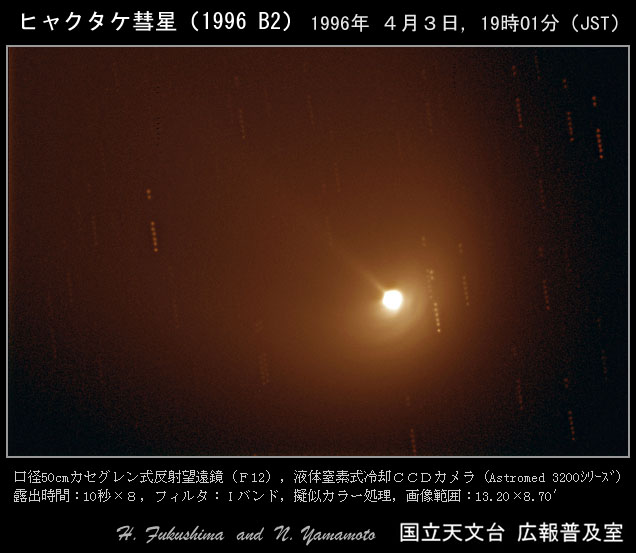 ヒャクタケ彗星（1996 B2） 1996年 4月3日，19時01分（JST）
口径50cmカセグレン式反射望遠鏡（F12），液体窒素式冷却CCDカメラ（Astromed 3200ｼﾘｰｽﾞ）
露出時間：10秒×8，フィルタ：Iバンド，擬似カラー処理，画像範囲：13.20×8.70′
H. Fukushima and N. Yamamoto 国立天文台 広報普及室